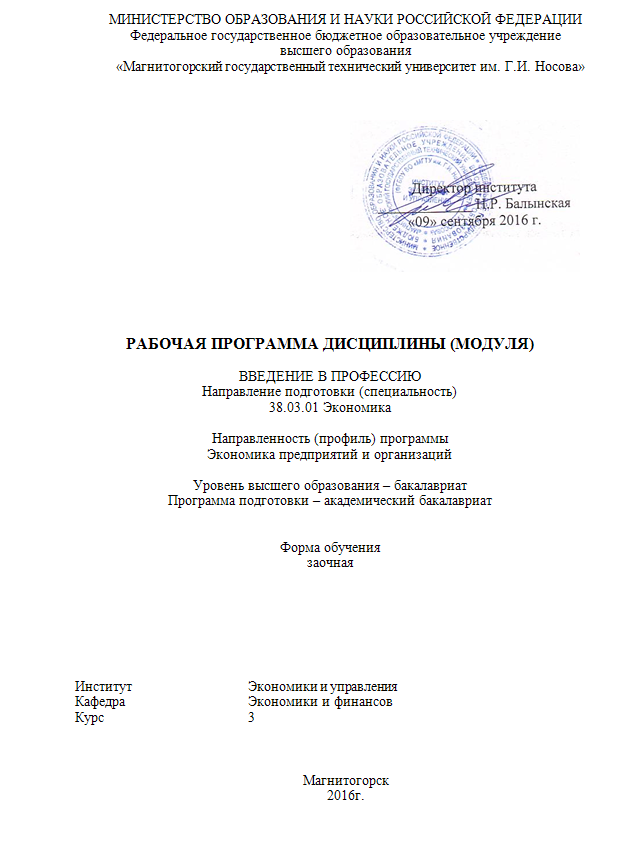 МИНИСТЕРСТВО ОБРАЗОВАНИЯ И НАУКИ РОССИЙСКОЙ ФЕДЕРАЦИИ
Федеральное государственное бюджетное образовательное учреждение
высшего образования
«Магнитогорский государственный технический университет им. Г.И. Носова»
Директор института
Н.Р. Балынская
«09» сентября 2016 г.
РАБОЧАЯ ПРОГРАММА ДИСЦИПЛИНЫ (МОДУЛЯ)
ВВЕДЕНИЕ В ПРОФЕССИЮ
Направление подготовки (специальность)
38.03.01 Экономика
Направленность (профиль) программы
Экономика предприятий и организаций
Уровень высшего образования – бакалавриат
Программа подготовки – академический бакалавриат
Форма обучения
заочная
Институт Экономики и управления
Кафедра Экономики и финансов
Курс 3
Магнитогорск
2016г.